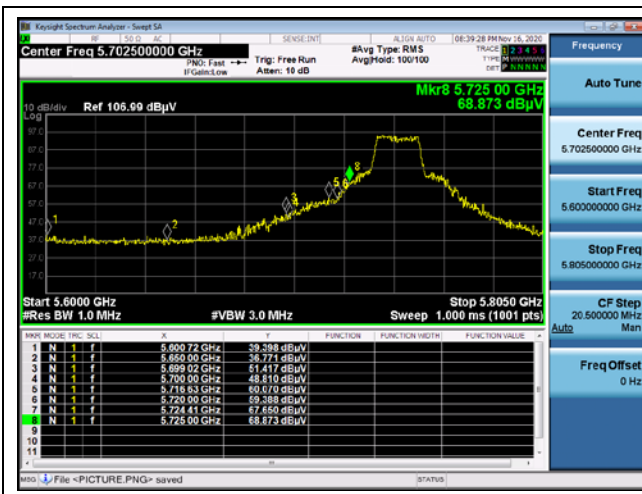 Keysight Spectrum Analyzer - Swept SA
RF 50 Ω AC SENSE:INT ALIGN AUTO 08:39:28 PM Nov 16, 2020
Center Freq 5.702500000 GHz
PNO: Fast
IFGain:Low
Trig: Free Run
Atten: 10 dB
#Avg Type: RMS
Avg|Hold: 100/100
TRACE 1 2 3 4 5 6
TYPE M WWWWW
DET P N N N N N
Mkr8 5.725 00 GHz
68.873 dBµV
10 dB/div Ref 106.99 dBµV
Log
97.0
87.0
77.0
67.0
57.0
47.0
37.0
27.0
17.0
1
2
3
4
5
6
8
Start 5.6000 GHz
#Res BW 1.0 MHz
#VBW 3.0 MHz
Stop 5.8050 GHz
Sweep 1.000 ms (1001 pts)
MKR MODE TRC SCL X Y FUNCTION FUNCTION WIDTH FUNCTION VALUE
1 N 1 f 5.600 72 GHz 39.398 dBµV
2 N 1 f 5.650 00 GHz 36.771 dBµV
3 N 1 f 5.699 02 GHz 51.417 dBµV
4 N 1 f 5.700 00 GHz 48.810 dBµV
5 N 1 f 5.716 63 GHz 60.070 dBµV
6 N 1 f 5.720 00 GHz 59.388 dBµV
7 N 1 f 5.724 41 GHz 67.650 dBµV
8 N 1 f 5.725 00 GHz 68.873 dBµV
9
10
11
MSG File <PICTURE.PNG> saved STATUS
Frequency
Auto Tune
Center Freq
5.702500000 GHz
Start Freq
5.600000000 GHz
Stop Freq
5.805000000 GHz
CF Step
20.500000 MHz
Auto Man
Freq Offset
0 Hz